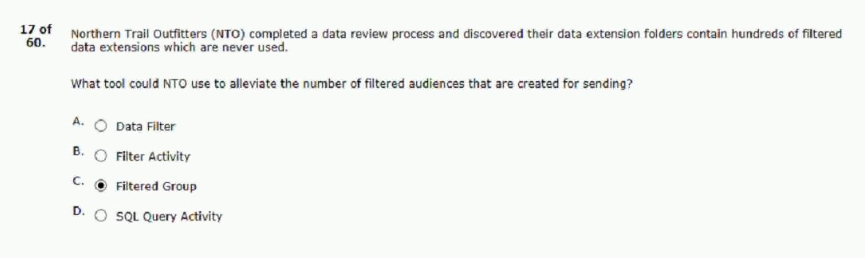 17 of
60.
Northern Trail Outfitters (NTO) completed a data review process and discovered their data extension folders contain hundreds of filtered
data extensions which are never used.
What tool could NTO use to alleviate the number of filtered audiences that are created for sending?
A. Data Filter
B. Filter Activity
C. Filtered Group
D. SQL Query Activity